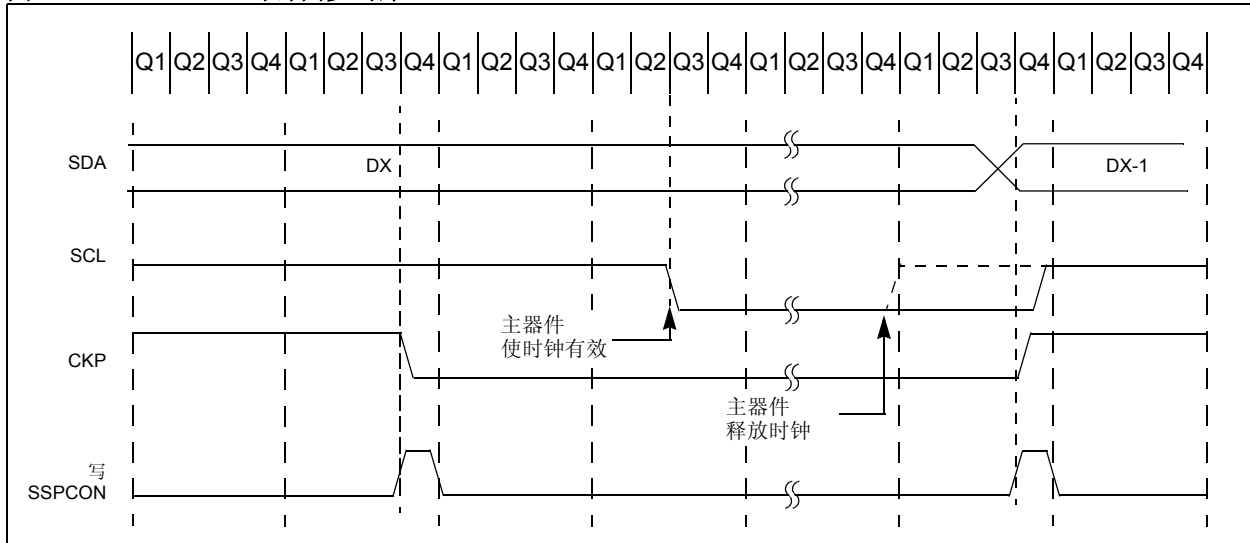 Q1 Q2 Q3 Q4 Q1 Q2 Q3 Q4 Q1 Q2 Q3 Q4 Q1 Q2 Q3 Q4 Q1 Q2 Q3 Q4 Q1 Q2 Q3 Q4 Q1 Q2 Q3 Q4
SDA
DX
DX-1
SCL
主器件
使时钟有效
CKP
主器件
释放时钟
写
SSPCON